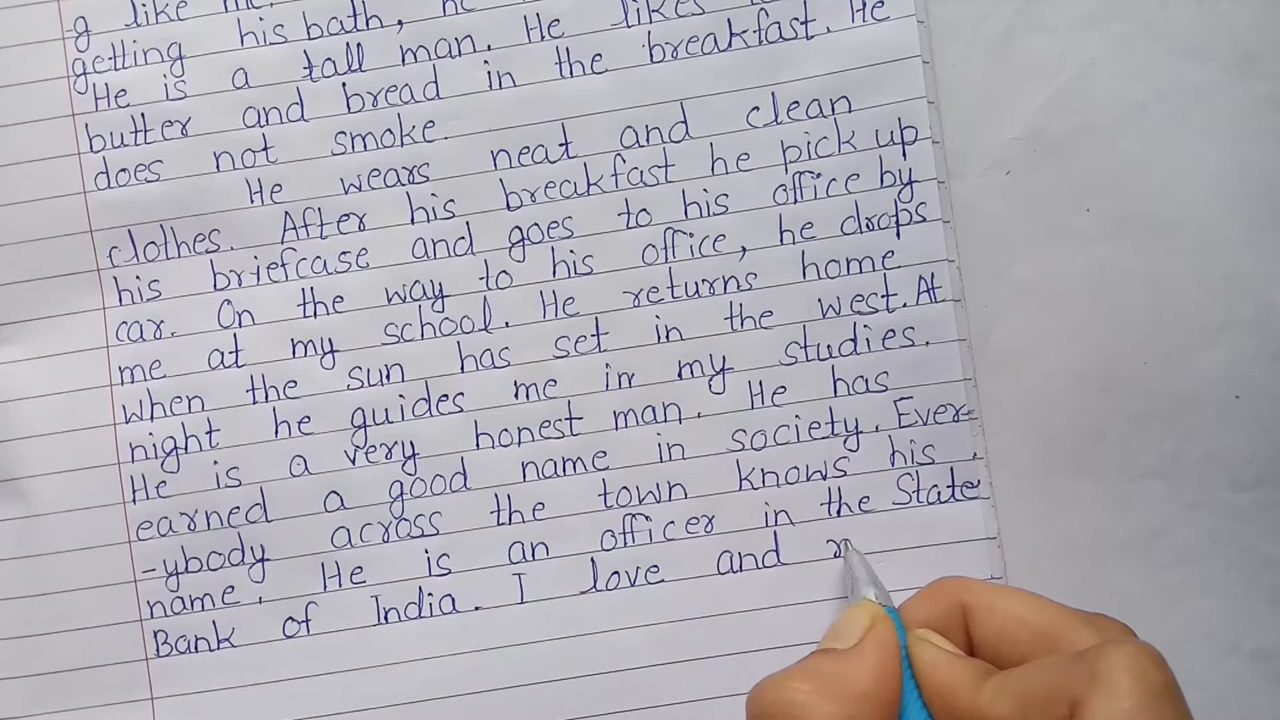 -g like me.
getting his bath, he
He is a tall man. He likes
butter and bread in the breakfast. He
does not smoke.
He wears neat and clean
clothes. After his breakfast he pick up
his briefcase and goes to his office by
car. On the way to his office, he drops
me at my school. He returns home
when the sun has set in the west. At
night he guides me in my studies.
He is a very honest man. He has
earned a good name in society. Ever-
-ybody across the town knows his
name. He is an officer in the State
Bank of India. I love and